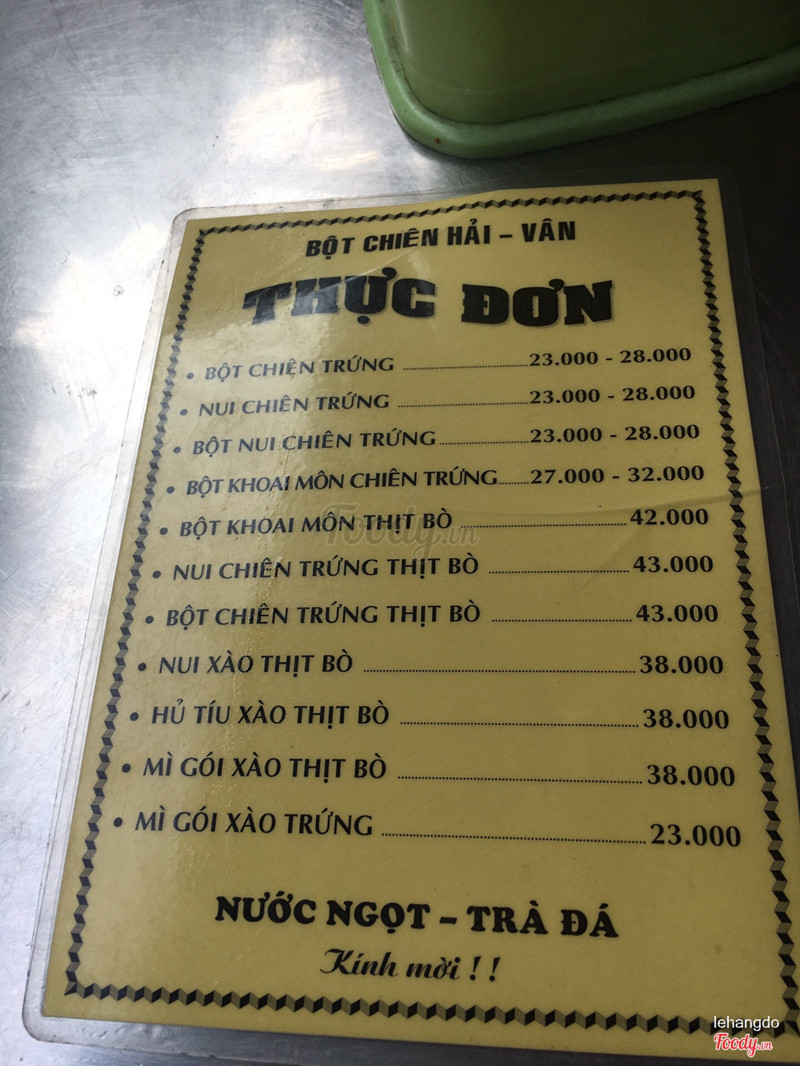 BỘT CHIÊN HẢI - VÂN
THỰC ĐƠN
• BỘT CHIÊN TRỨNG ........ 23.000 - 28.000
• NUI CHIÊN TRỨNG ........ 23.000 - 28.000
• BỘT NUI CHIÊN TRỨNG ........ 23.000 - 28.000
• BỘT KHOAI MÔN CHIÊN TRỨNG ........ 27.000 - 32.000
• BỘT KHOAI MÔN THỊT BÒ ........ 42.000
• NUI CHIÊN TRỨNG THỊT BÒ ........ 43.000
• BỘT CHIÊN TRỨNG THỊT BÒ ........ 43.000
• NUI XÀO THỊT BÒ ........ 38.000
• HỦ TÍU XÀO THỊT BÒ ........ 38.000
• MÌ GÓI XÀO THỊT BÒ ........ 38.000
• MÌ GÓI XÀO TRỨNG ........ 23.000
NƯỚC NGỌT - TRÀ ĐÁ
Kính mời ! !
Foody.vn
lehangdo
Foody.vn